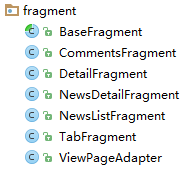 fragment
BaseFragment
CommentsFragment
DetailFragment
NewsDetailFragment
NewsListFragment
TabFragment
ViewPageAdapter